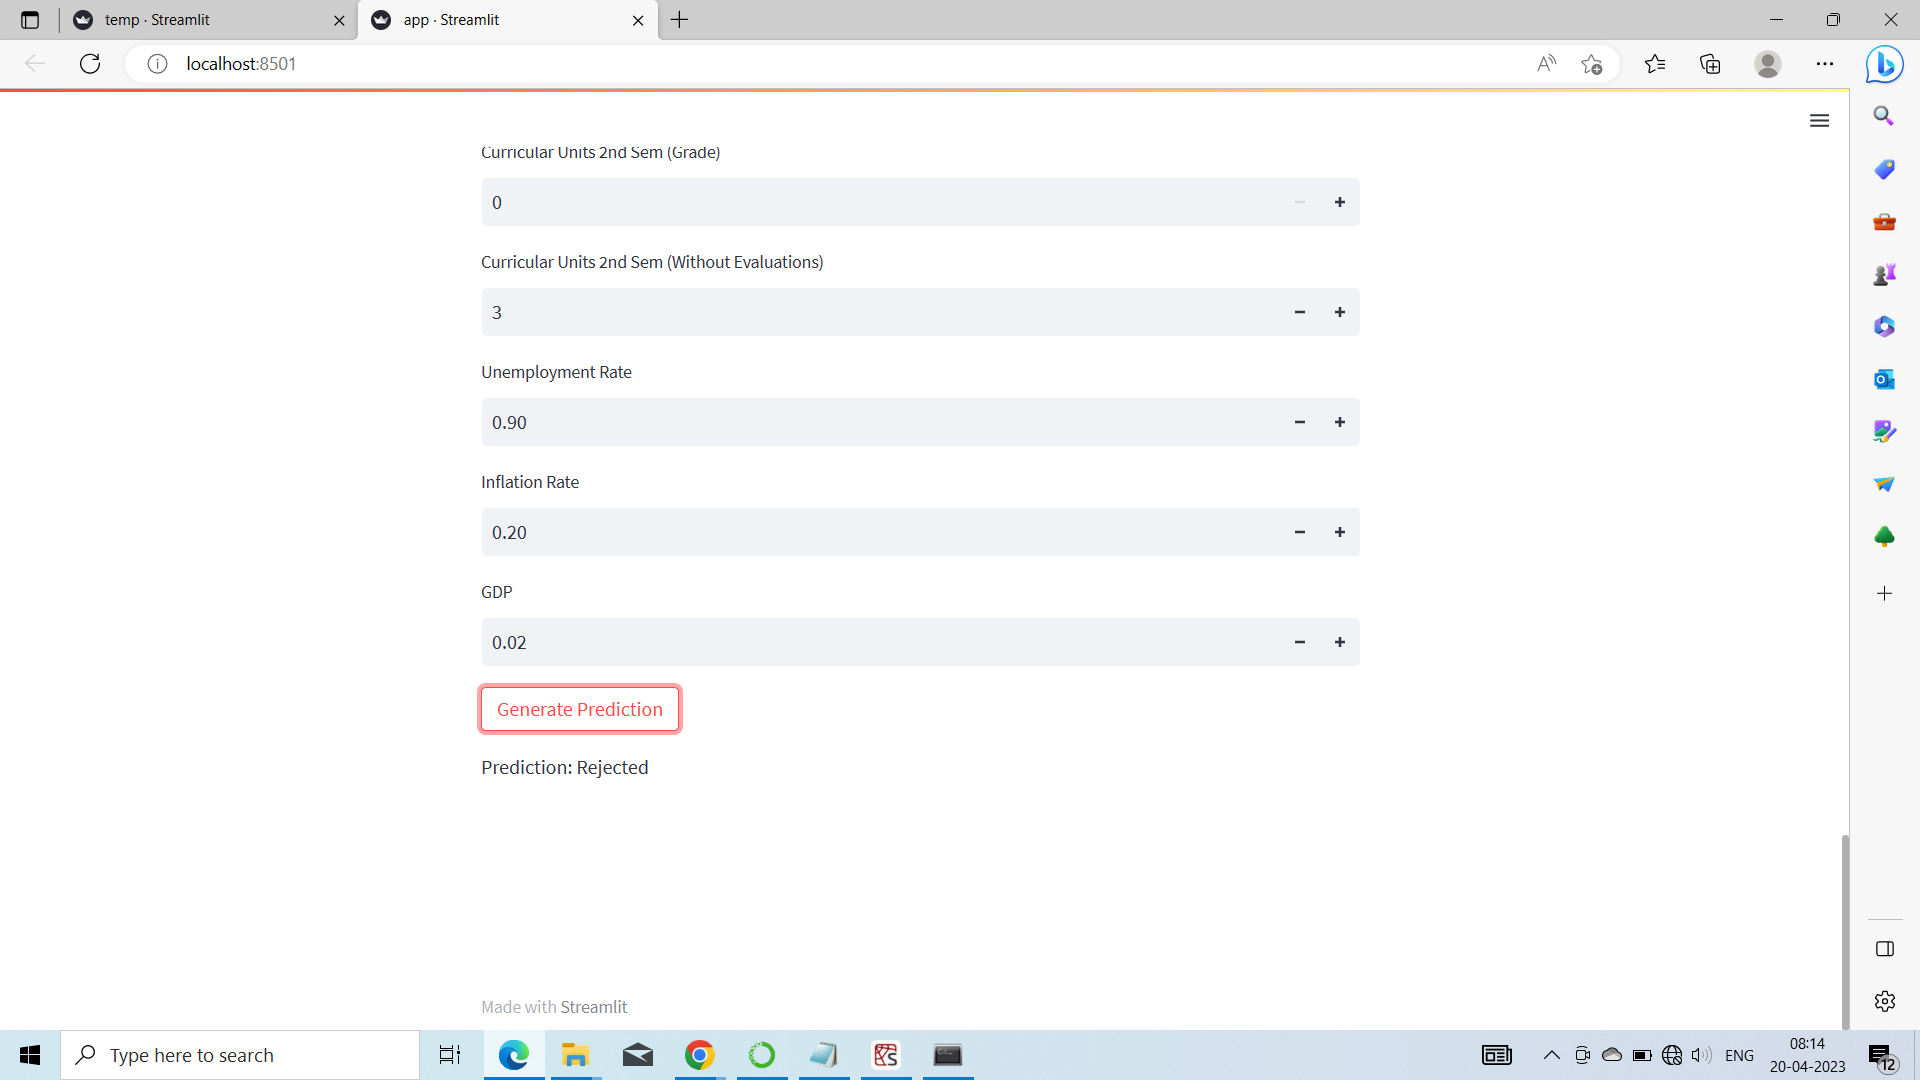 temp · Streamlit
app · Streamlit
localhost:8501
Curricular Units 2nd Sem (Grade)
0
Curricular Units 2nd Sem (Without Evaluations)
3
Unemployment Rate
0.90
Inflation Rate
0.20
GDP
0.02
Generate Prediction
Prediction: Rejected
Made with Streamlit
Type here to search
ENG
08:14
20-04-2023
12